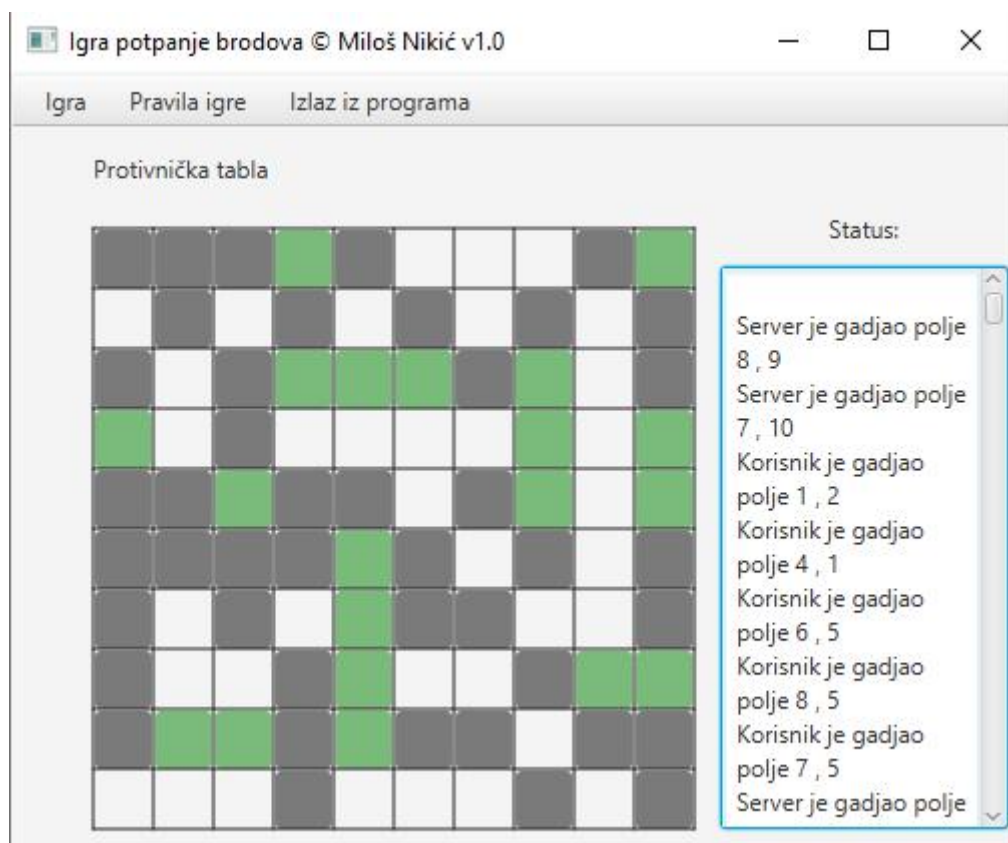 Igra potpanje brodova © Miloš Nikić v1.0
Igra Pravila igre Izlaz iz programa
Protivnička tabla
Status:
Server je gadjao polje
8 , 9
Server je gadjao polje
7 , 10
Korisnik je gadjao
polje 1 , 2
Korisnik je gadjao
polje 4 , 1
Korisnik je gadjao
polje 6 , 5
Korisnik je gadjao
polje 8 , 5
Korisnik je gadjao
polje 7 , 5
Server je gadjao polje